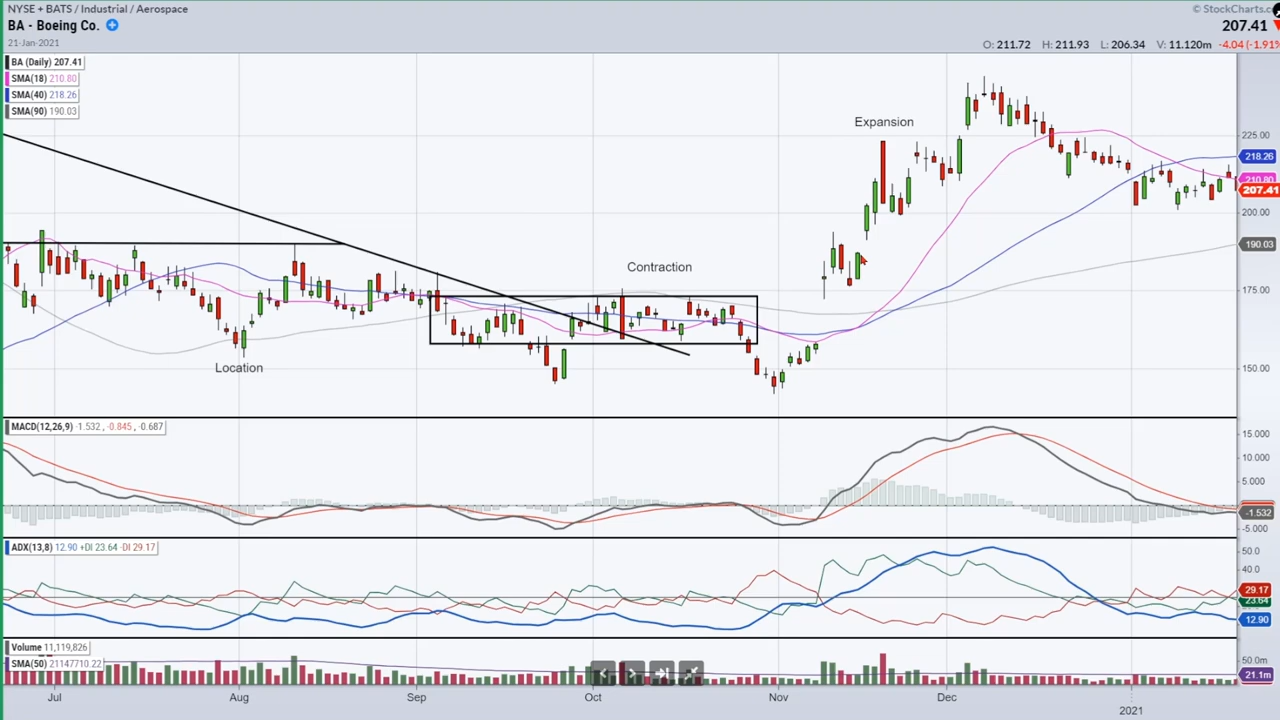 NYSE + BATS / Industrial / Aerospace
© StockCharts.c
BA - Boeing Co.
207.41
21-Jan-2021
O: 211.72 H: 211.93 L: 206.34 V: 11.120m -4.04 (-1.91%
BA (Daily) 207.41
SMA(18) 210.80
SMA(40) 218.26
SMA(90) 190.03
Expansion
Contraction
Location
225.00
218.26
210.80
207.41
200.00
190.03
175.00
150.00
MACD(12,26,9) -1.532, -0.845, -0.687
15.000
10.000
5.000
-1.532
-5.000
ADX(13,8) 12.90 +DI 23.64 -DI 29.17
50.0
40.0
29.17
23.64
12.90
Volume 11,119,826
SMA(50) 21147710.22
50.0m
21.1m
Jul Aug Sep Oct Nov Dec 2021